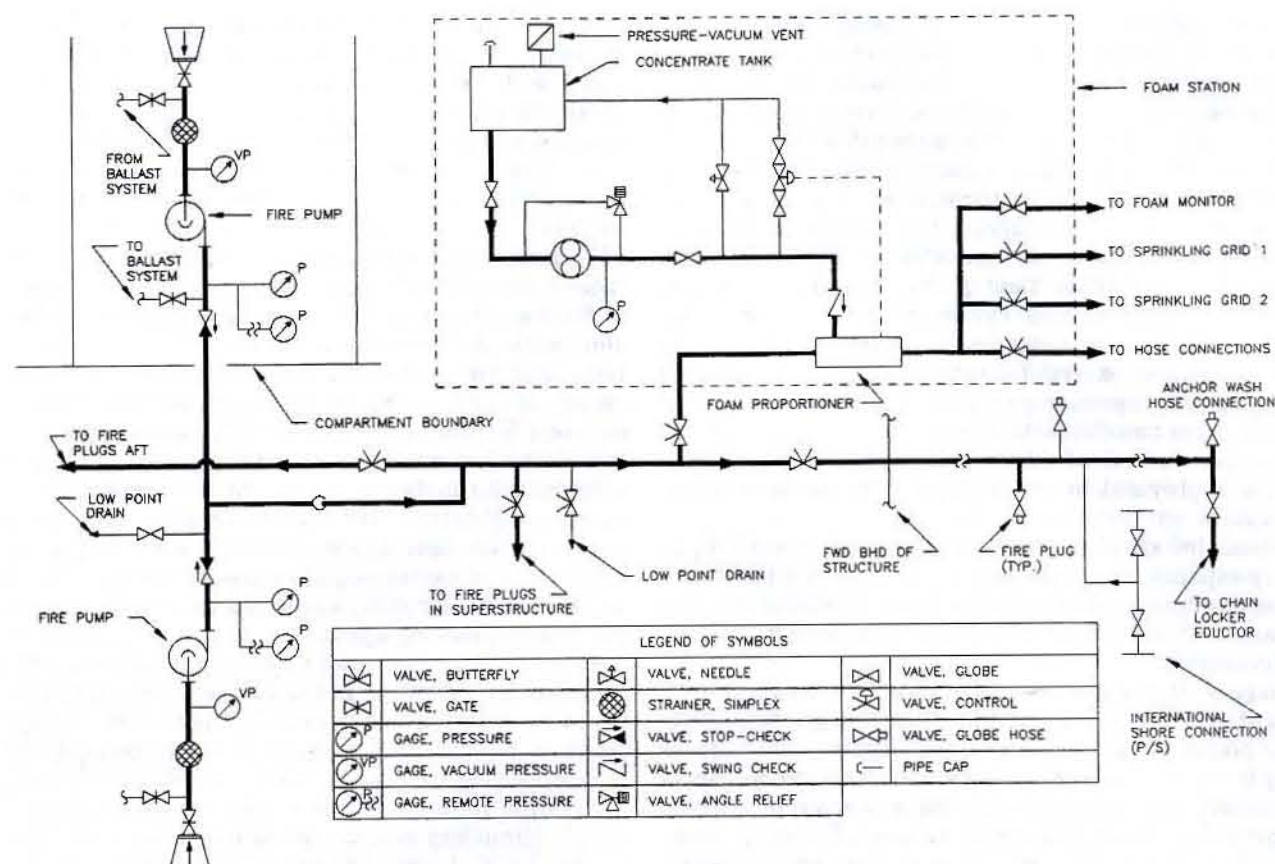 PRESSURE-VACUUM VENT
CONCENTRATE TANK
FOAM STATION
FROM
BALLAST
SYSTEM
VP
FIRE PUMP
TO
BALLAST
SYSTEM
P
P
P
TO FOAM MONITOR
TO SPRINKLING GRID 1
TO SPRINKLING GRID 2
TO HOSE CONNECTIONS
FOAM PROPORTIONER
COMPARTMENT BOUNDARY
ANCHOR WASH
HOSE CONNECTION
TO FIRE
PLUGS AFT
LOW POINT
DRAIN
LOW POINT DRAIN
TO FIRE PLUGS
IN SUPERSTRUCTURE
FWD BHD OF
STRUCTURE
FIRE PLUG
(TYP.)
TO CHAIN
LOCKER
EDUCTOR
INTERNATIONAL
SHORE CONNECTION
(P/S)
P
P
FIRE PUMP
VP
LEGEND OF SYMBOLS
VALVE, BUTTERFLY
VALVE, NEEDLE
VALVE, GLOBE
VALVE, GATE
STRAINER, SIMPLEX
VALVE, CONTROL
P
GAGE, PRESSURE
VALVE, STOP-CHECK
VALVE, GLOBE HOSE
VP
GAGE, VACUUM PRESSURE
VALVE, SWING CHECK
PIPE CAP
P
GAGE, REMOTE PRESSURE
VALVE, ANGLE RELIEF